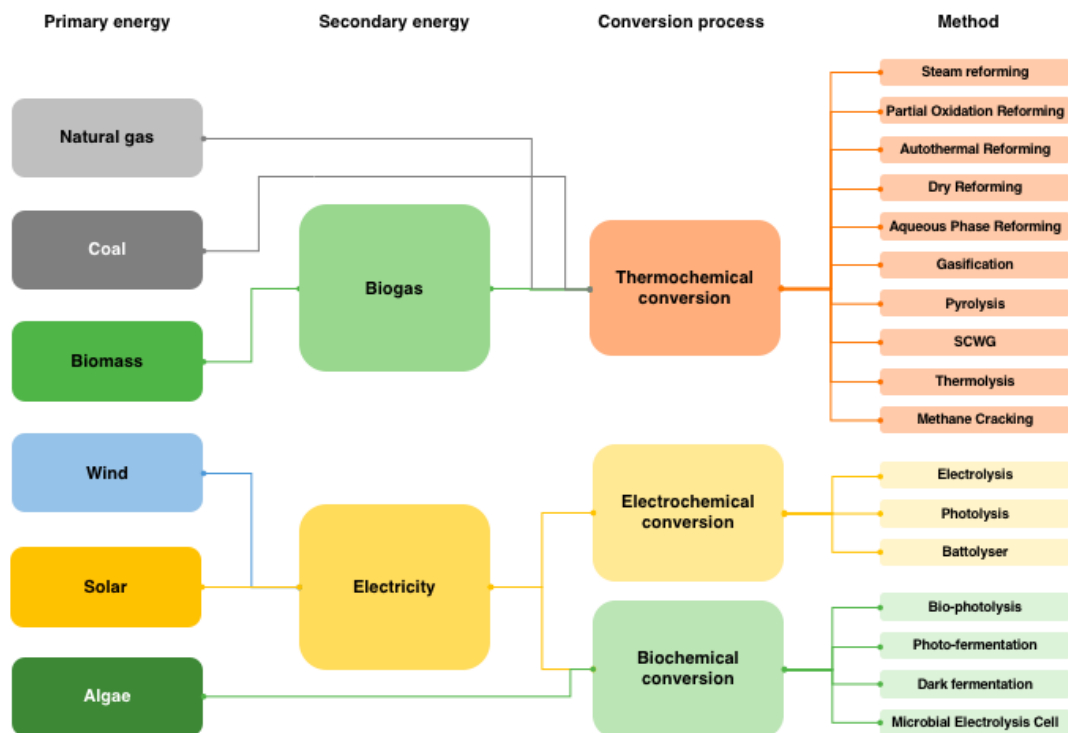 Primary energy
Secondary energy
Conversion process
Method
Natural gas
Coal
Biomass
Wind
Solar
Algae
Biogas
Electricity
Thermochemical
conversion
Electrochemical
conversion
Biochemical
conversion
Steam reforming
Partial Oxidation Reforming
Autothermal Reforming
Dry Reforming
Aqueous Phase Reforming
Gasification
Pyrolysis
SCWG
Thermolysis
Methane Cracking
Electrolysis
Photolysis
Battolyser
Bio-photolysis
Photo-fermentation
Dark fermentation
Microbial Electrolysis Cell